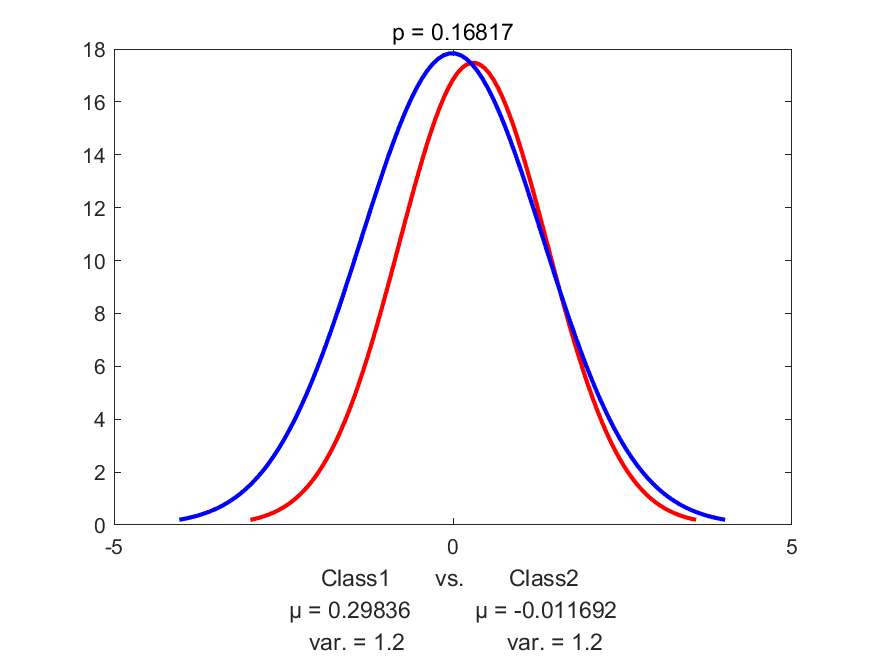 p = 0.16817
18
16
14
12
10
8
6
4
2
0
-5 0 5
Class1 vs. Class2
μ = 0.29836 μ = -0.011692
var. = 1.2 var. = 1.2